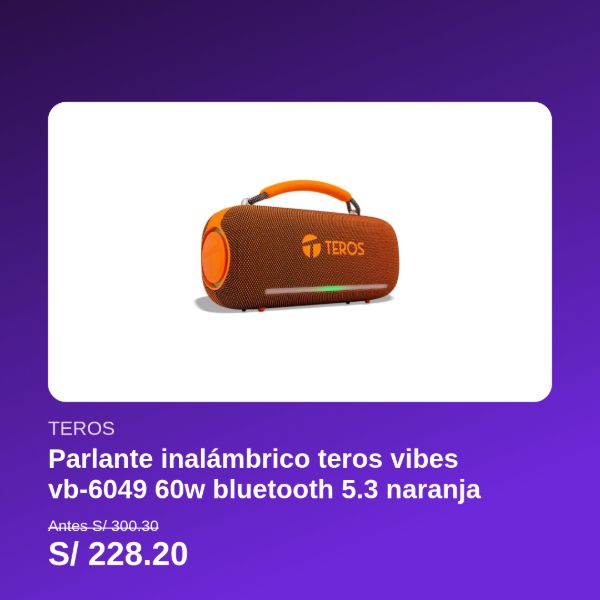 TEROS
TEROS
Parlante inalámbrico teros vibes
vb-6049 60w bluetooth 5.3 naranja
Antes S/ 300.30
S/ 228.20